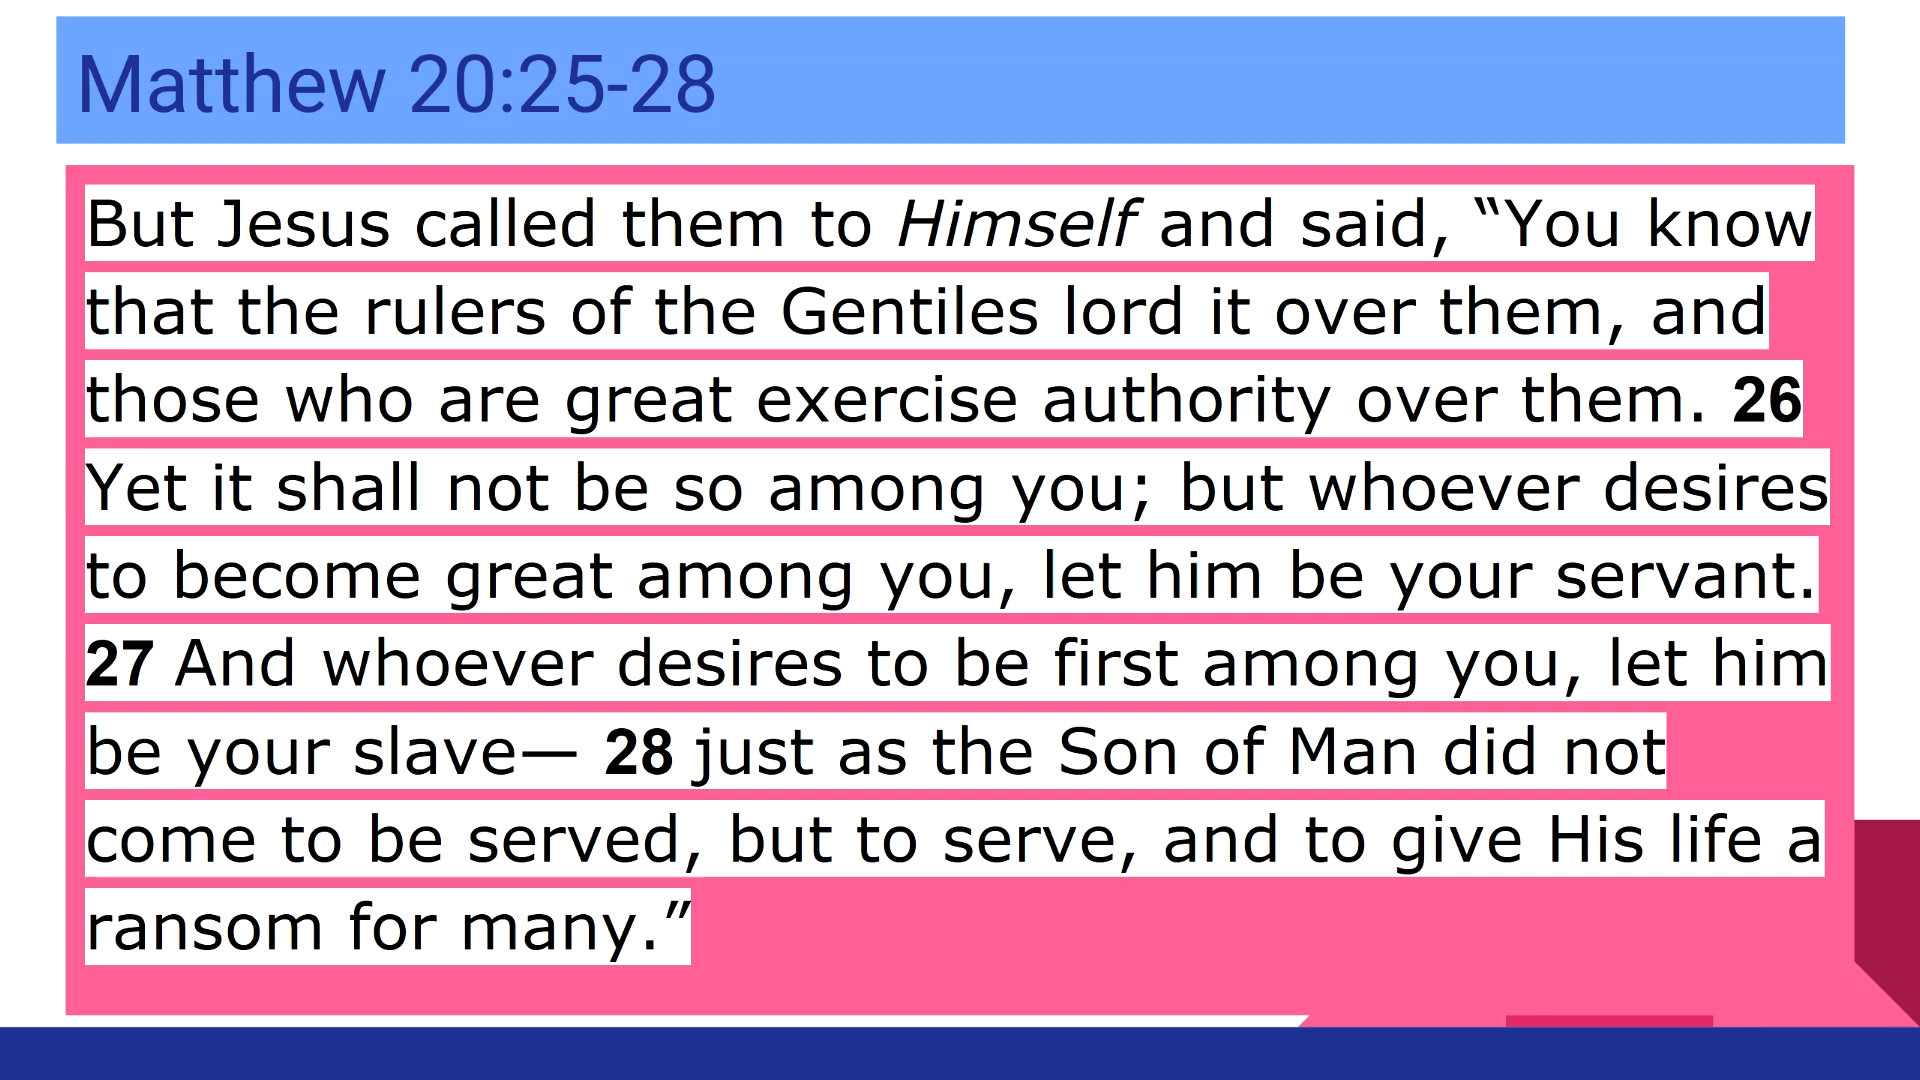 Matthew 20:25-28
But Jesus called them to Himself and said, “You know
that the rulers of the Gentiles lord it over them, and
those who are great exercise authority over them. 26
Yet it shall not be so among you; but whoever desires
to become great among you, let him be your servant.
27 And whoever desires to be first among you, let him
be your slave— 28 just as the Son of Man did not
come to be served, but to serve, and to give His life a
ransom for many.”